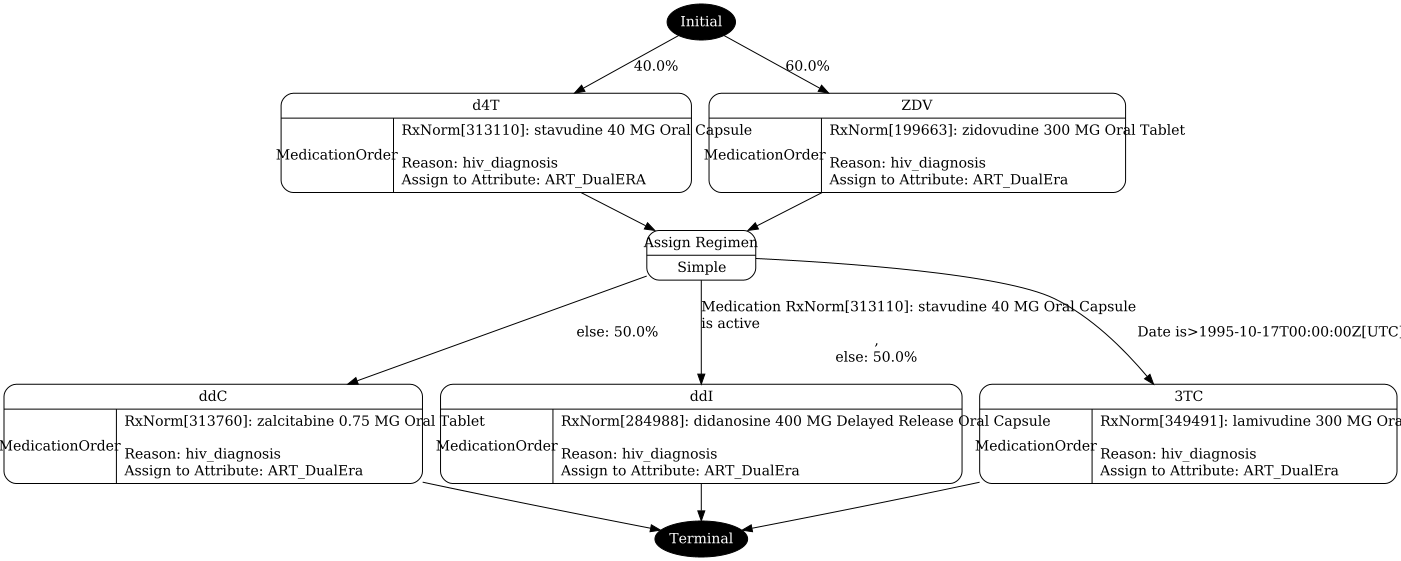 Initial
40.0%
60.0%
d4T
MedicationOrder
RxNorm[313110]: stavudine 40 MG Oral Capsule
Reason: hiv_diagnosis
Assign to Attribute: ART_DualERA
ZDV
MedicationOrder
RxNorm[199663]: zidovudine 300 MG Oral Tablet
Reason: hiv_diagnosis
Assign to Attribute: ART_DualEra
Assign Regimen
Simple
else: 50.0%
Medication RxNorm[313110]: stavudine 40 MG Oral Capsule
is active
,
else: 50.0%
Date is>1995-10-17T00:00:00Z[UTC]
ddC
MedicationOrder
RxNorm[313760]: zalcitabine 0.75 MG Oral Tablet
Reason: hiv_diagnosis
Assign to Attribute: ART_DualEra
ddI
MedicationOrder
RxNorm[284988]: didanosine 400 MG Delayed Release Oral Capsule
Reason: hiv_diagnosis
Assign to Attribute: ART_DualEra
3TC
MedicationOrder
RxNorm[349491]: lamivudine 300 MG Ora
Reason: hiv_diagnosis
Assign to Attribute: ART_DualEra
Terminal